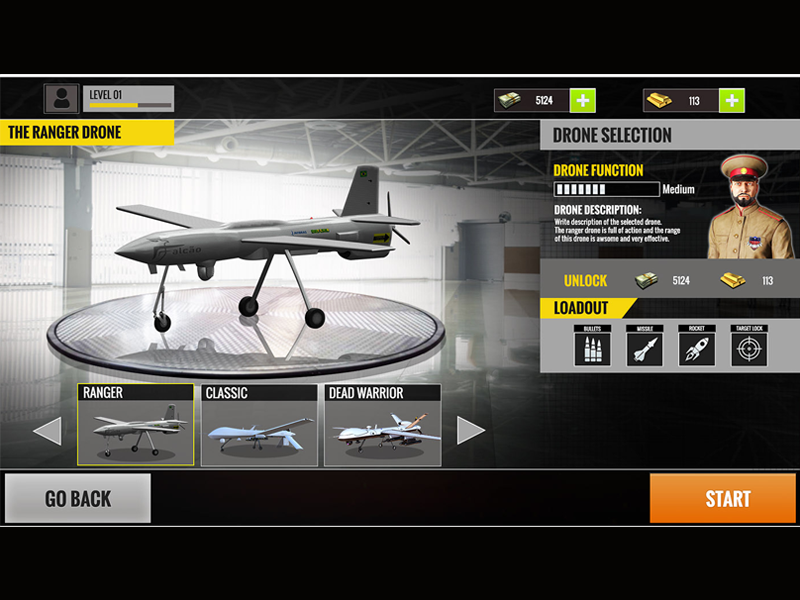 LEVEL 01
5124
113
THE RANGER DRONE
DRONE SELECTION
DRONE FUNCTION
Medium
DRONE DESCRIPTION:
Write description of the selected drone.
The ranger drone is full of action and the range
of this drone is awsome and very effective.
UNLOCK
5124
113
LOADOUT
BULLETS
MISSILE
ROCKET
TARGET LOCK
BRASIL
RANGER
CLASSIC
DEAD WARRIOR
GO BACK
START